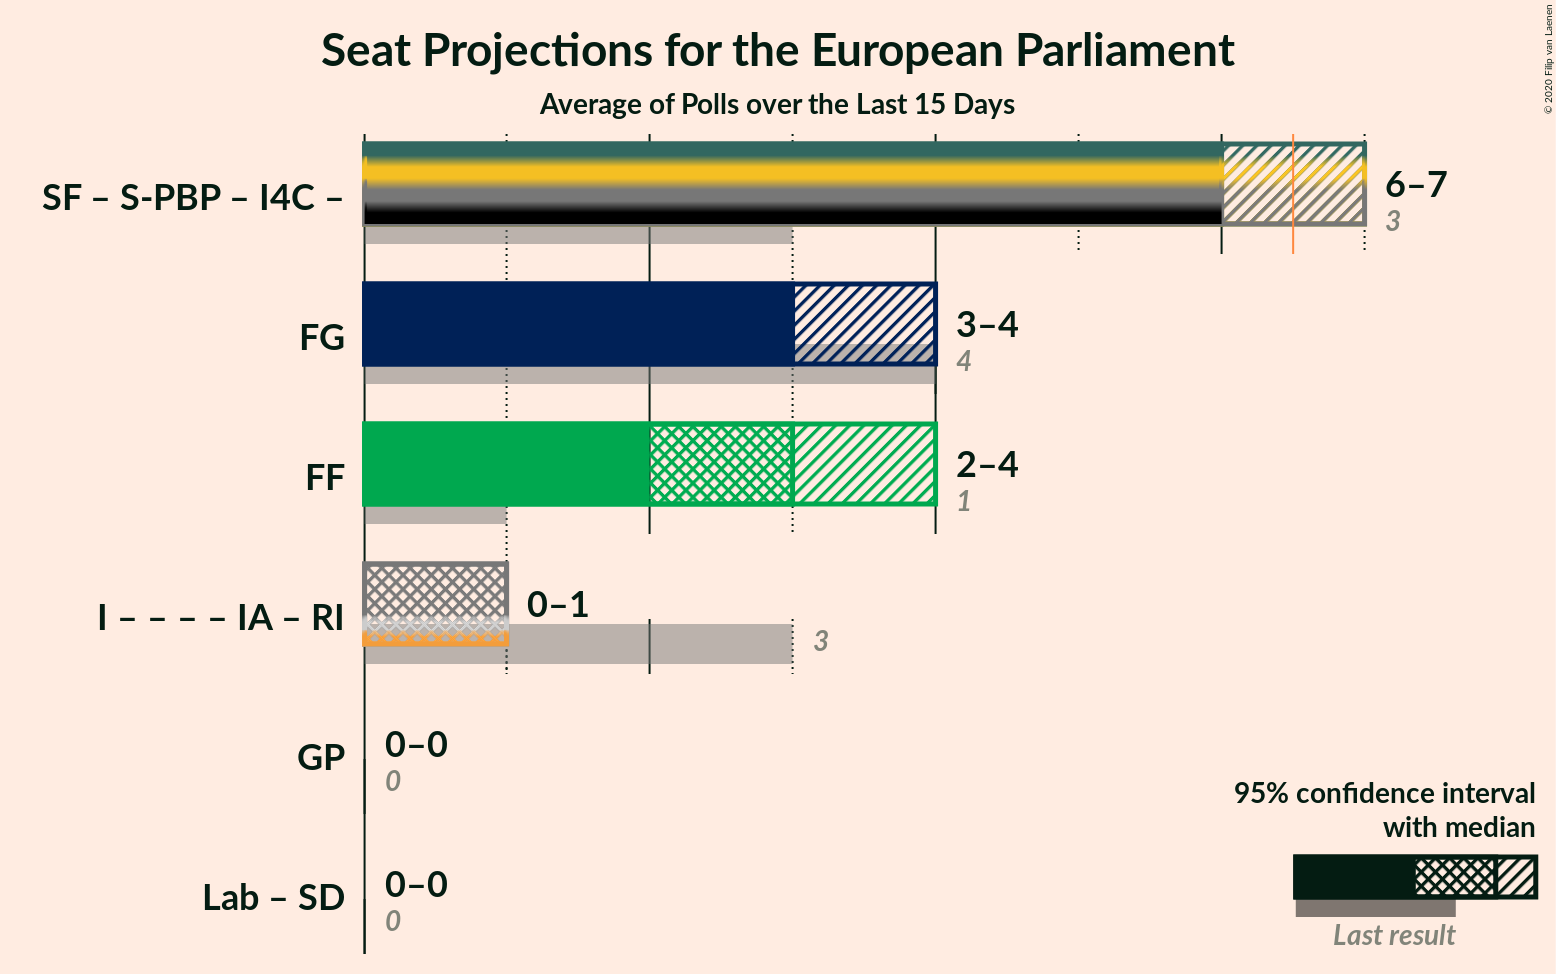 Seat Projections for the European Parliament
Average of Polls over the Last 15 Days
© 2020 Filip van Laenen
SF – S-PBP – I4C –
6–7
3
FG
3–4
4
FF
2–4
1
I – – – – IA – RI
0–1
3
GP
0–0
0
Lab – SD
0–0
0
95% confidence interval
with median
Last result